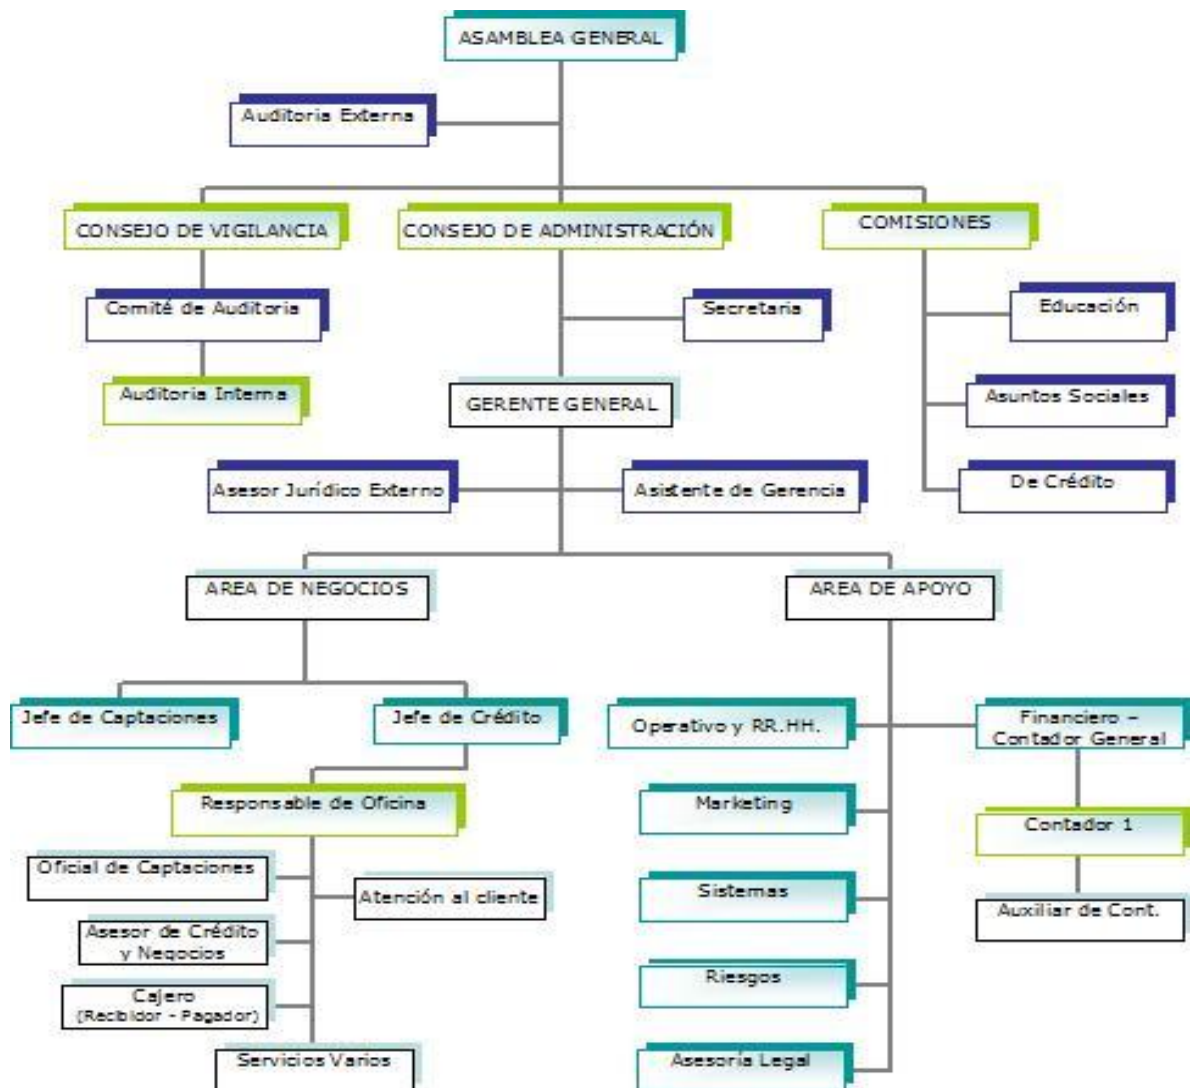 ASAMBLEA GENERAL
Auditoria Externa
CONSEJO DE VIGILANCIA
CONSEJO DE ADMINISTRACIÓN
COMISIONES
Comité de Auditoria
Secretaria
Educación
Auditoria Interna
GERENTE GENERAL
Asuntos Sociales
Asesor Jurídico Externo
Asistente de Gerencia
De Crédito
AREA DE NEGOCIOS
AREA DE APOYO
Jefe de Captaciones
Jefe de Crédito
Operativo y RR.HH.
Financiero –
Contador General
Responsable de Oficina
Marketing
Contador 1
Oficial de Captaciones
Atención al cliente
Sistemas
Auxiliar de Cont.
Asesor de Crédito
y Negocios
Cajero
(Recibidor - Pagador)
Riesgos
Servicios Varios
Asesoría Legal